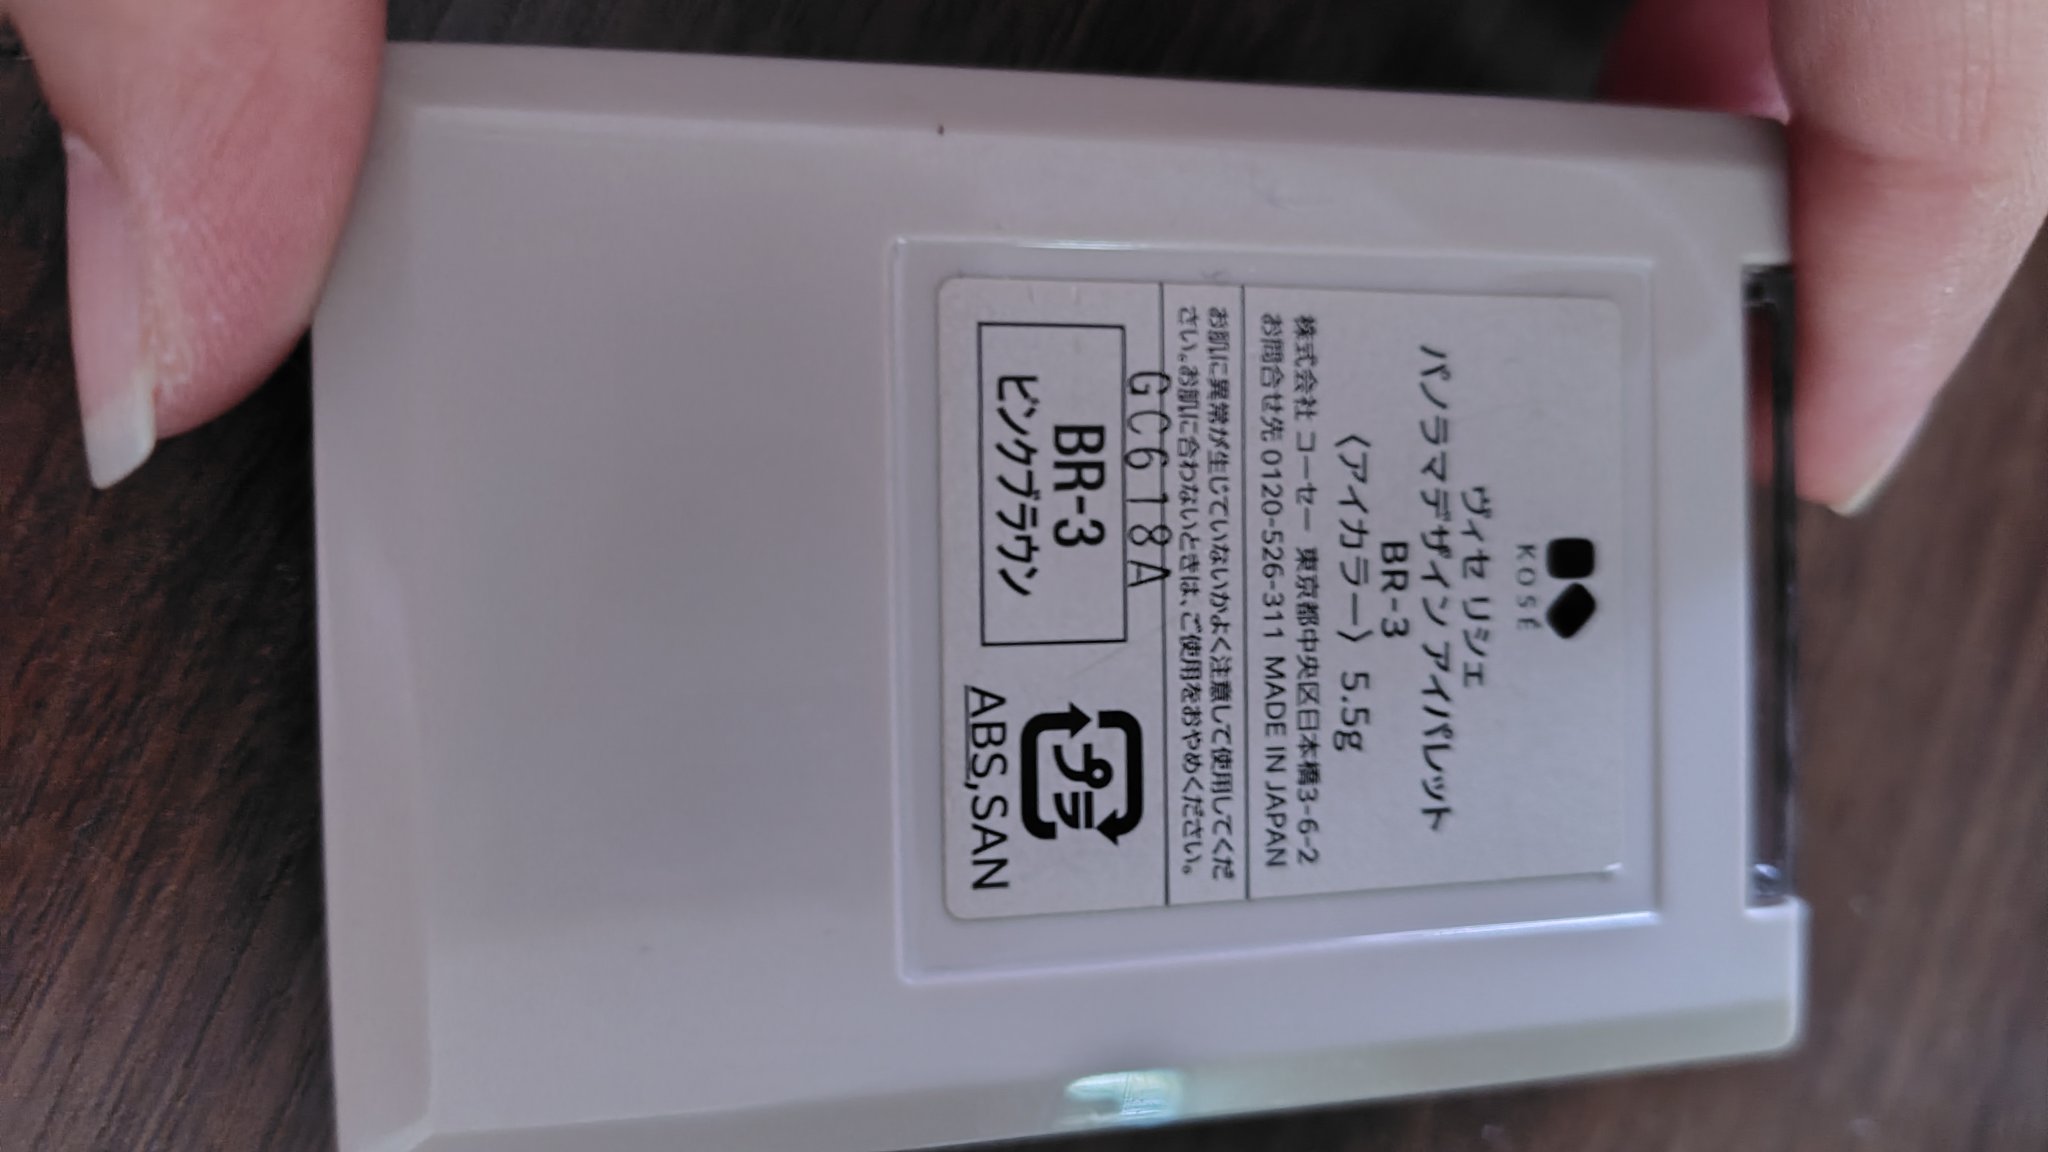 KOSÉ
ヴィセ リシェ
パノラマデザイン アイパレット
BR-3
〈アイカラー〉 5.5g
株式会社 コーセー 東京都中央区日本橋3-6-2
お問合せ先 0120-526-311 MADE IN JAPAN
お肌に異常が生じていないかよく注意して使用してくだ
さい。お肌に合わないときは、ご使用をおやめください。
GC618A
BR-3
ピンクブラウン
プラ
ABS,SAN